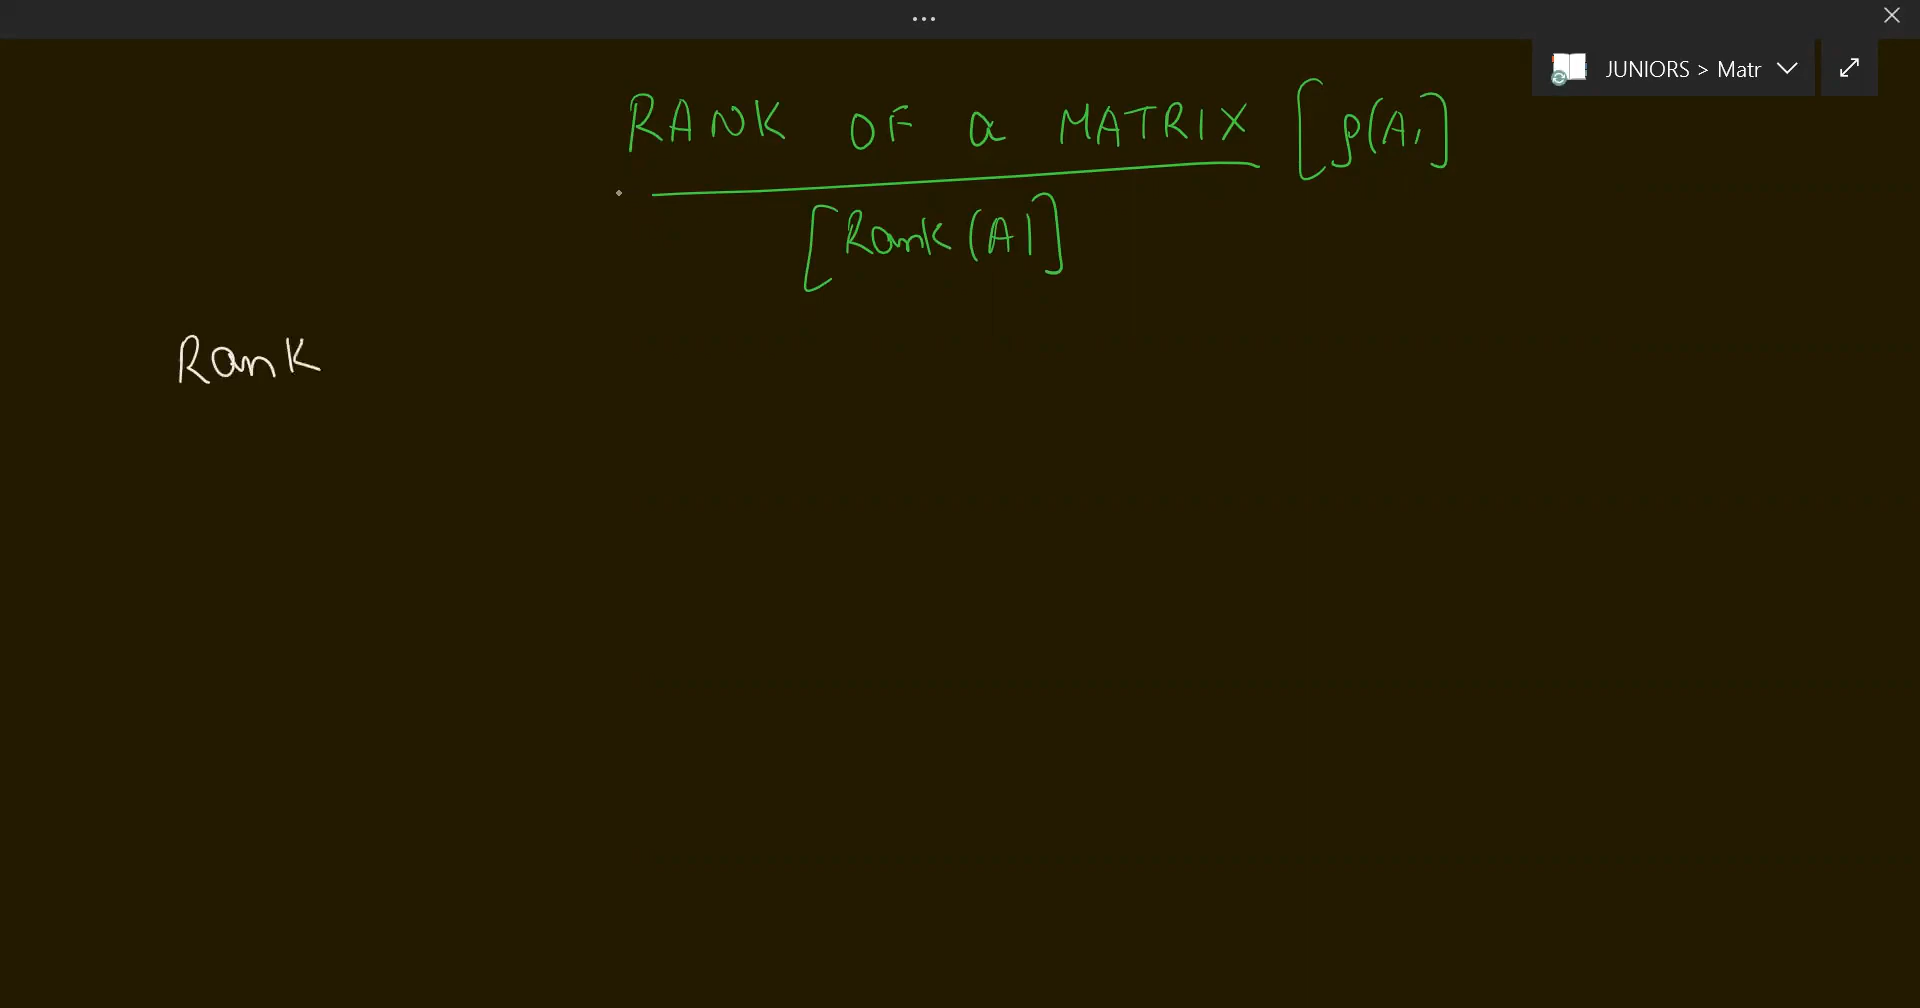 ...
JUNIORS > Matr
RANK OF a MATRIX [ρ(A)]
[Rank (A)]
Rank